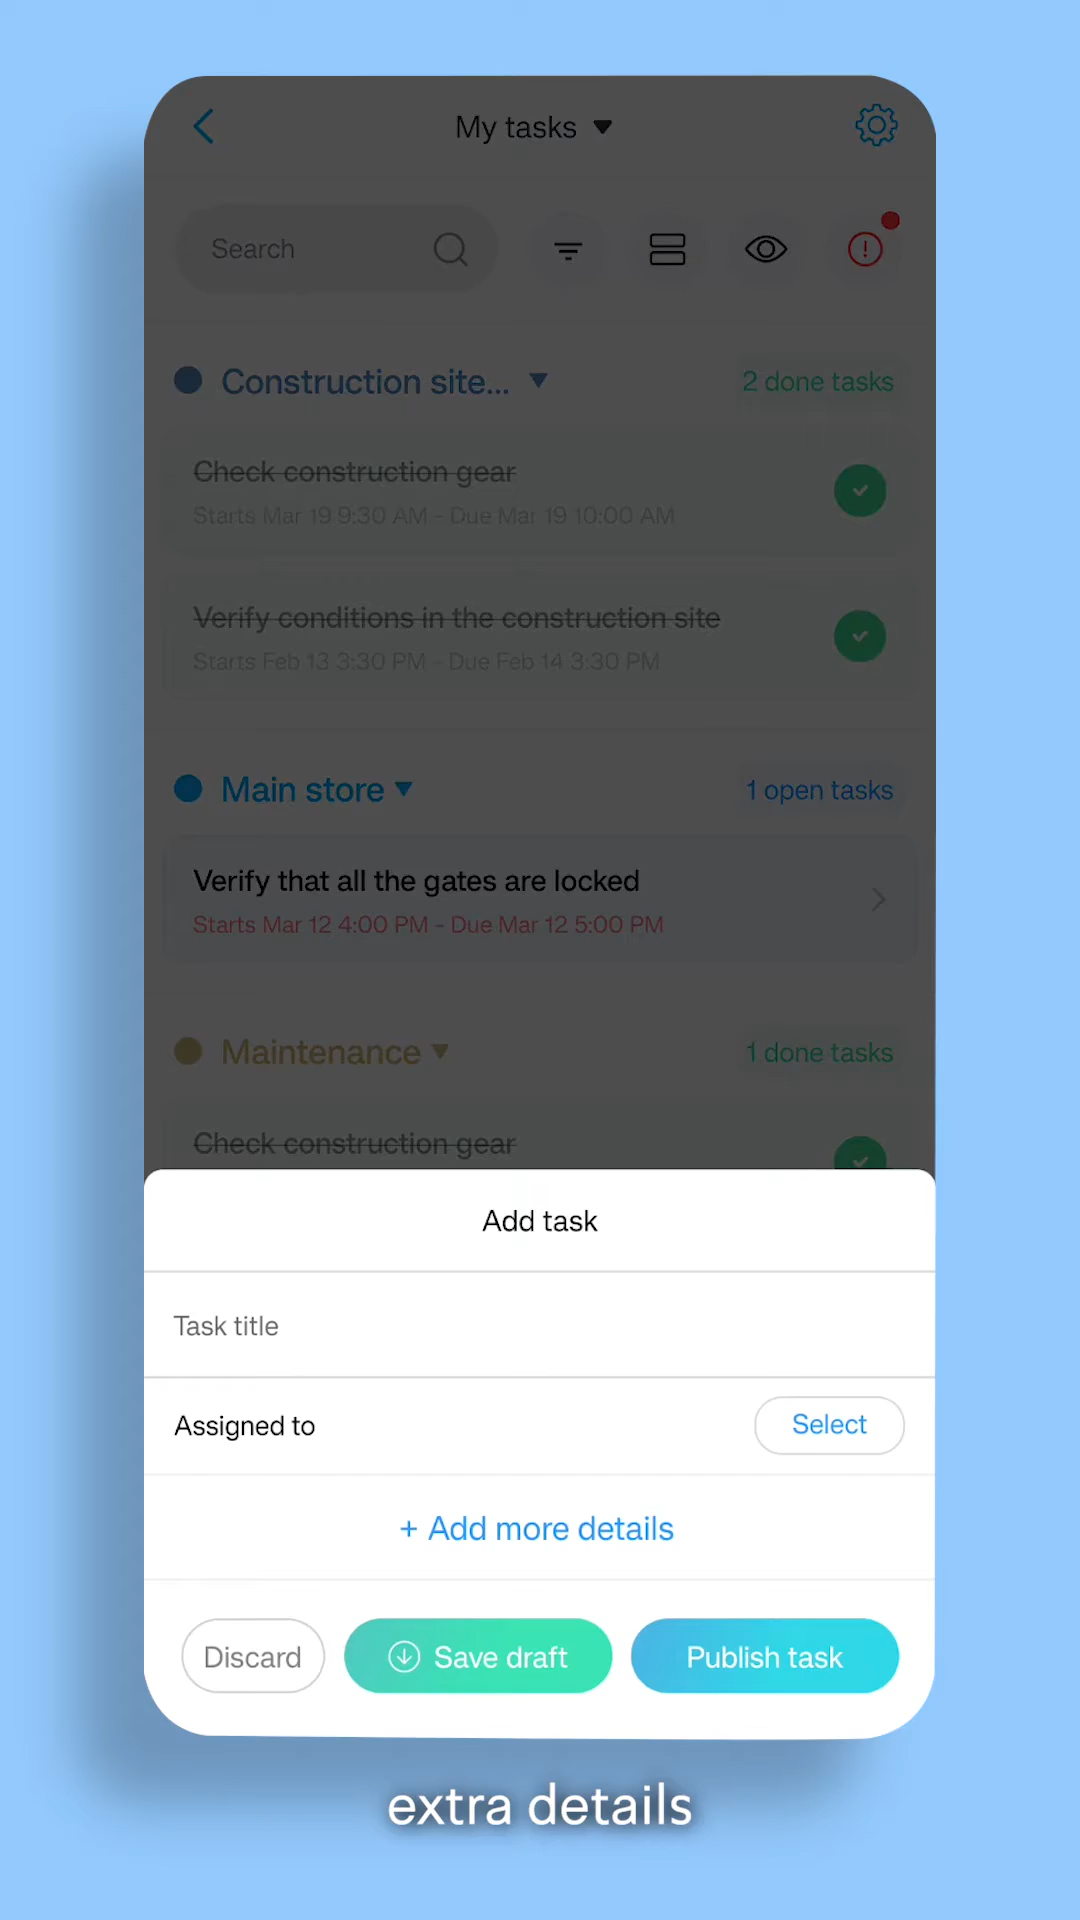 My tasks
Search
Construction site...
2 done tasks
Check construction gear
Starts Mar 19 9:30 AM - Due Mar 19 10:00 AM
Verify conditions in the construction site
Starts Feb 13 3:30 PM - Due Feb 14 3:30 PM
Main store
1 open tasks
Verify that all the gates are locked
Starts Mar 12 4:00 PM - Due Mar 12 5:00 PM
Maintenance
1 done tasks
Check construction gear
Add task
Task title
Assigned to
Select
+ Add more details
Discard
Save draft
Publish task
extra details